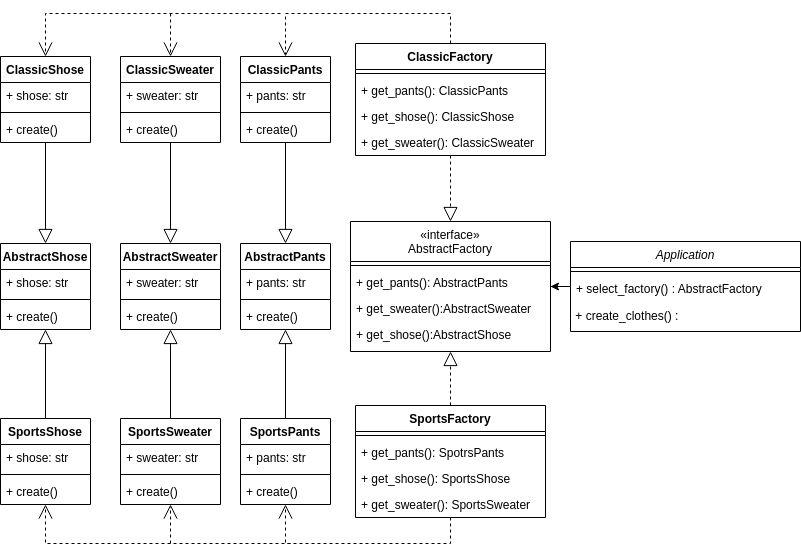 ClassicShose
+ shose: str
+ create()
ClassicSweater
+ sweater: str
+ create()
ClassicPants
+ pants: str
+ create()
ClassicFactory
+ get_pants(): ClassicPants
+ get_shose(): ClassicShose
+ get_sweater(): ClassicSweater
AbstractShose
+ shose: str
+ create()
AbstractSweater
+ sweater: str
+ create()
AbstractPants
+ pants: str
+ create()
«interface»
AbstractFactory
+ get_pants(): AbstractPants
+ get_sweater():AbstractSweater
+ get_shose():AbstractShose
Application
+ select_factory() : AbstractFactory
+ create_clothes() :
SportsShose
+ shose: str
+ create()
SportsSweater
+ sweater: str
+ create()
SportsPants
+ pants: str
+ create()
SportsFactory
+ get_pants(): SpotrsPants
+ get_shose(): SportsShose
+ get_sweater(): SportsSweater